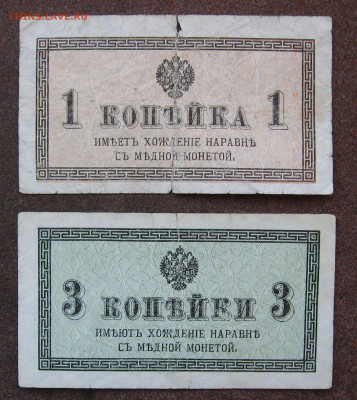 COINS.LAVE.RU
1 КОПѢЙКА 1
ИМѢЕТЪ ХОЖДЕНІЕ НАРАВНѢ
СЪ МѢДНОЙ МОНЕТОЙ.
3 КОПѢЙКИ 3
ИМѢЮТЪ ХОЖДЕНІЕ НАРАВНѢ
СЪ МѢДНОЙ МОНЕТОЙ.